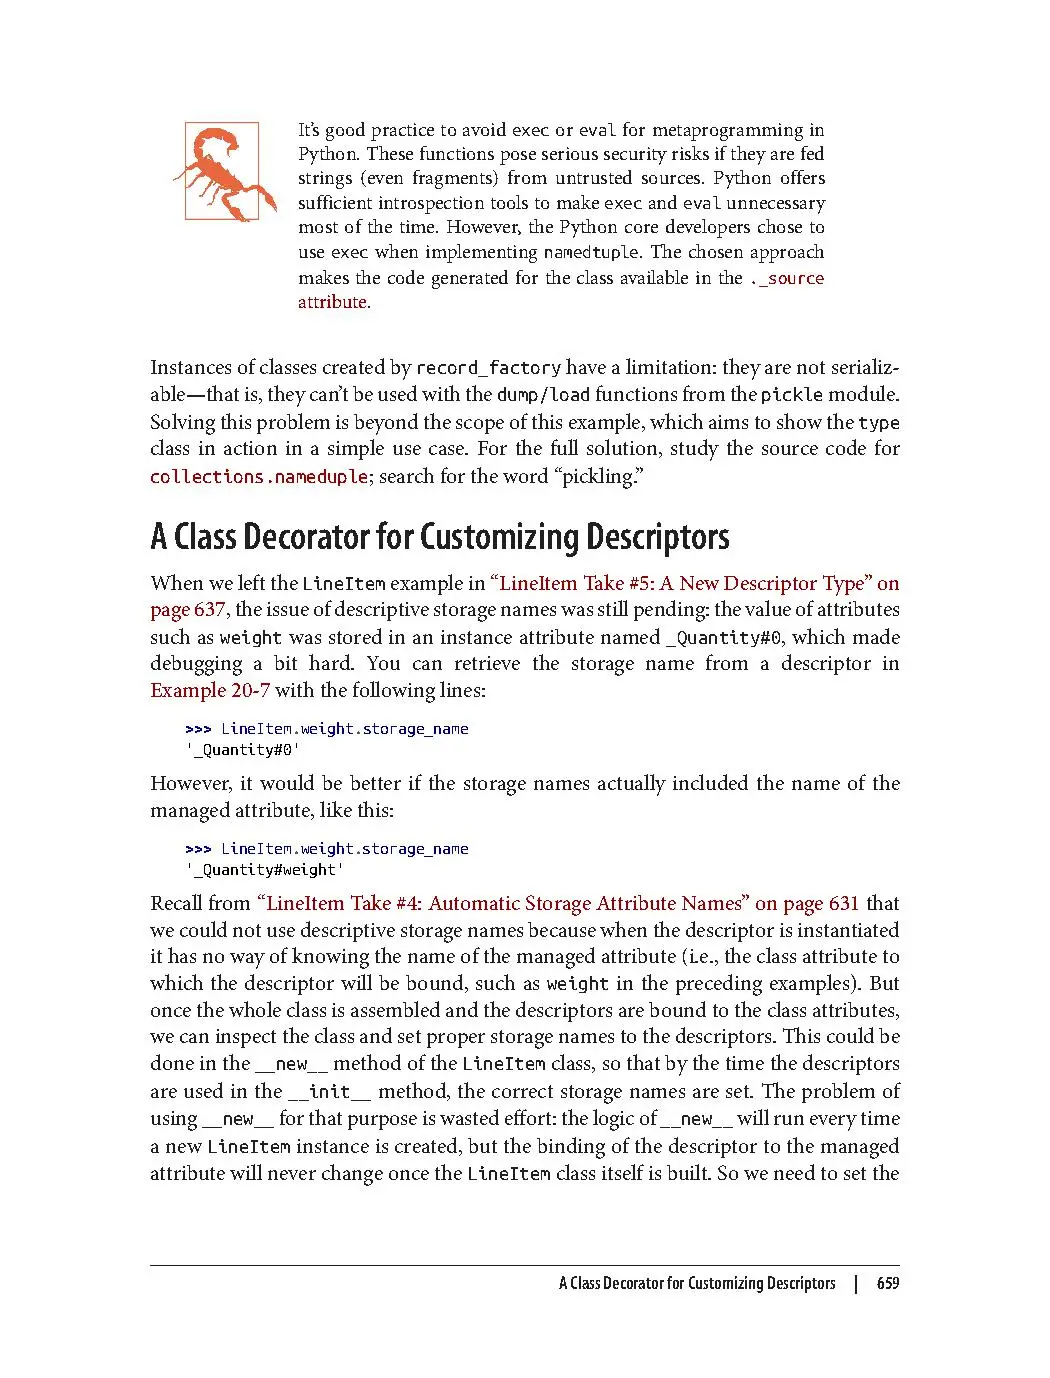 It's good practice to avoid exec or eval for metaprogramming in
Python. These functions pose serious security risks if they are fed
strings (even fragments) from untrusted sources. Python offers
sufficient introspection tools to make exec and eval unnecessary
most of the time. However, the Python core developers chose to
use exec when implementing namedtuple. The chosen approach
makes the code generated for the class available in the ._source
attribute.
Instances of classes created by record_factory have a limitation: they are not serializ-
able—that is, they can't be used with the dump/load functions from the pickle module.
Solving this problem is beyond the scope of this example, which aims to show the type
class in action in a simple use case. For the full solution, study the source code for
collections.nameduple; search for the word “pickling.”
A Class Decorator for Customizing Descriptors
When we left the LineItem example in “LineItem Take #5: A New Descriptor Type” on
page 637, the issue of descriptive storage names was still pending: the value of attributes
such as weight was stored in an instance attribute named _Quantity#0, which made
debugging a bit hard. You can retrieve the storage name from a descriptor in
Example 20-7 with the following lines:
>>> LineItem.weight.storage_name
'_Quantity#0'
However, it would be better if the storage names actually included the name of the
managed attribute, like this:
>>> LineItem.weight.storage_name
'_Quantity#weight'
Recall from “LineItem Take #4: Automatic Storage Attribute Names” on page 631 that
we could not use descriptive storage names because when the descriptor is instantiated
it has no way of knowing the name of the managed attribute (i.e., the class attribute to
which the descriptor will be bound, such as weight in the preceding examples). But
once the whole class is assembled and the descriptors are bound to the class attributes,
we can inspect the class and set proper storage names to the descriptors. This could be
done in the __new__ method of the LineItem class, so that by the time the descriptors
are used in the __init__ method, the correct storage names are set. The problem of
using __new__ for that purpose is wasted effort: the logic of __new__ will run every time
a new LineItem instance is created, but the binding of the descriptor to the managed
attribute will never change once the LineItem class itself is built. So we need to set the
A Class Decorator for Customizing Descriptors | 659